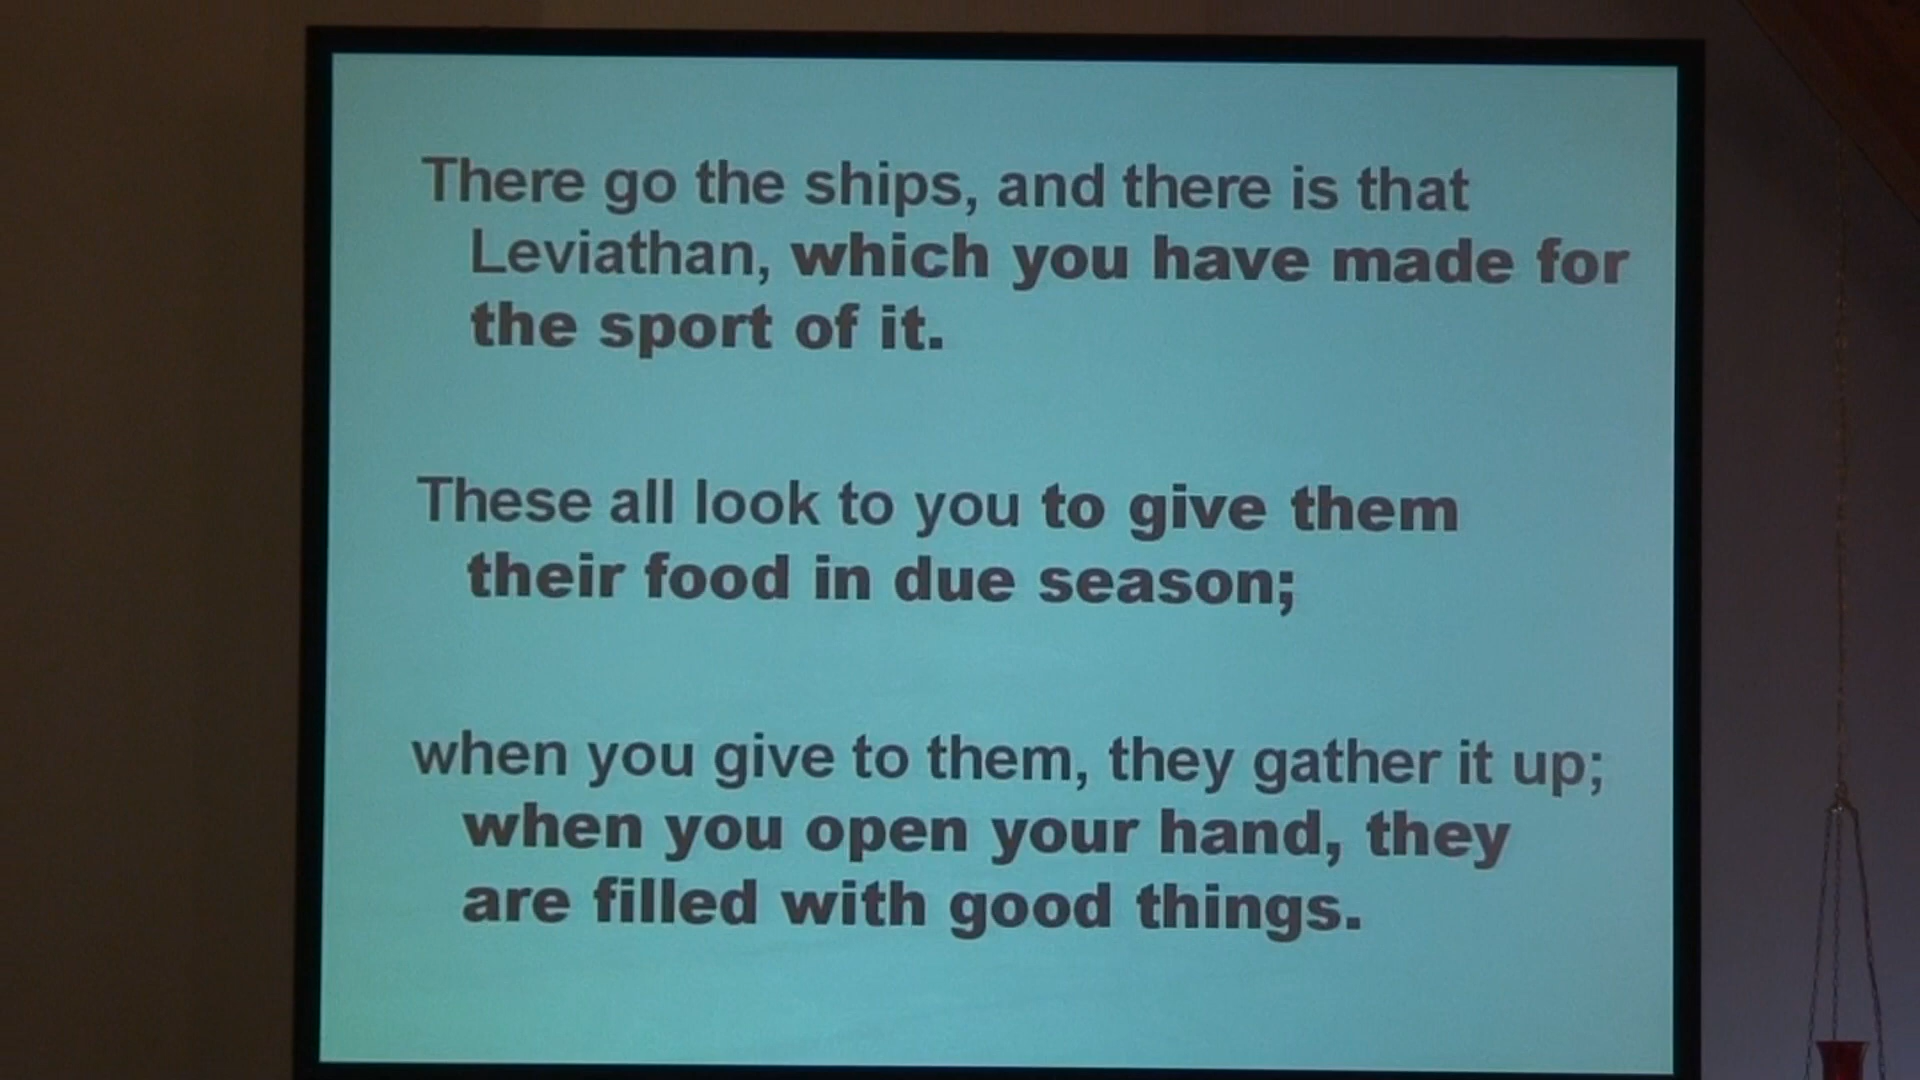 There go the ships, and there is that
Leviathan, which you have made for
the sport of it.
These all look to you to give them
their food in due season;
when you give to them, they gather it up;
when you open your hand, they
are filled with good things.